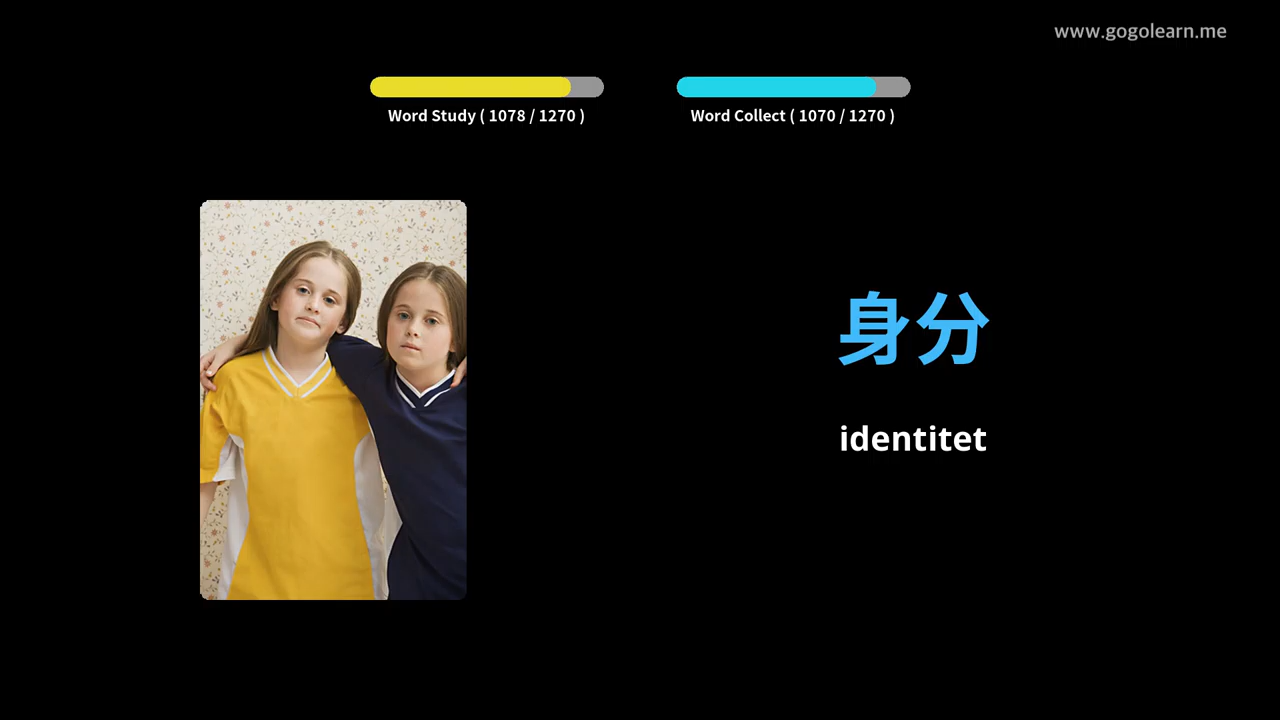 www.gogolearn.me
Word Study ( 1078 / 1270 )
Word Collect ( 1070 / 1270 )
身分
identitet